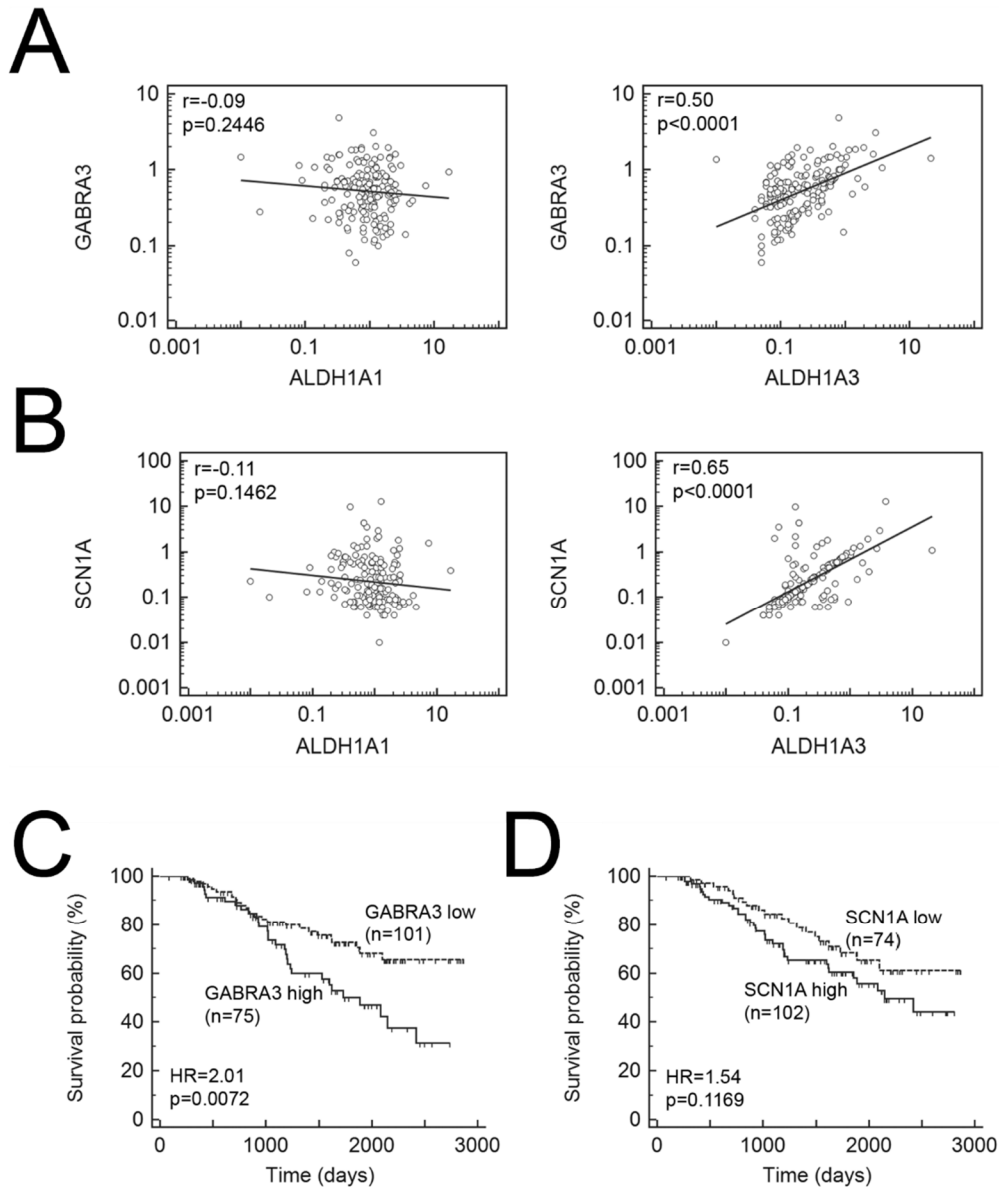 A
r=-0.09
p=0.2446
10
1
0.1
0.01
GABRA3
0.001
0.1
10
ALDH1A1
r=0.50
p<0.0001
10
1
0.1
0.01
GABRA3
0.001
0.1
10
ALDH1A3
B
r=-0.11
p=0.1462
100
10
1
0.1
0.01
0.001
SCN1A
0.001
0.1
10
ALDH1A1
r=0.65
p<0.0001
100
10
1
0.1
0.01
0.001
SCN1A
0.001
0.1
10
ALDH1A3
C
100
80
60
40
20
0
Survival probability (%)
GABRA3 low
(n=101)
GABRA3 high
(n=75)
HR=2.01
p=0.0072
0
1000
2000
3000
Time (days)
D
100
80
60
40
20
0
Survival probability (%)
SCN1A low
(n=74)
SCN1A high
(n=102)
HR=1.54
p=0.1169
0
1000
2000
3000
Time (days)